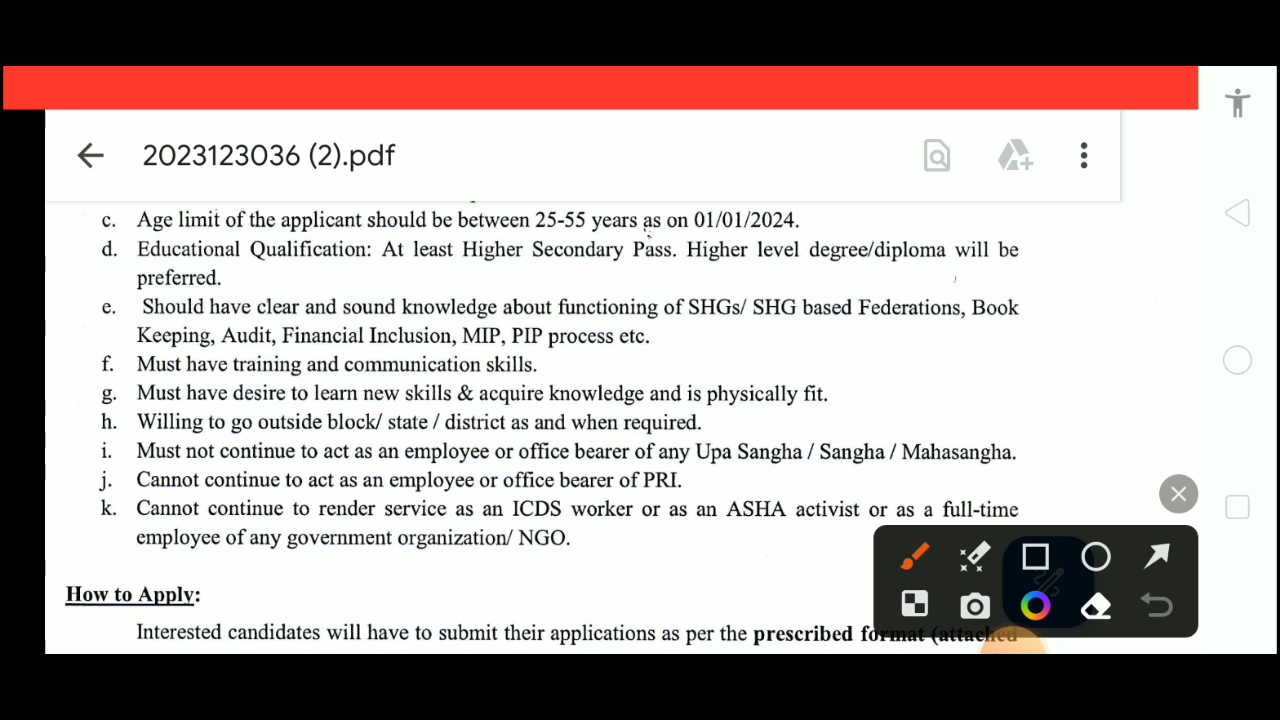 2023123036 (2).pdf
c. Age limit of the applicant should be between 25-55 years as on 01/01/2024.
d. Educational Qualification: At least Higher Secondary Pass. Higher level degree/diploma will be
preferred.
e. Should have clear and sound knowledge about functioning of SHGs/ SHG based Federations, Book
Keeping, Audit, Financial Inclusion, MIP, PIP process etc.
f. Must have training and communication skills.
g. Must have desire to learn new skills & acquire knowledge and is physically fit.
h. Willing to go outside block/ state / district as and when required.
i. Must not continue to act as an employee or office bearer of any Upa Sangha / Sangha / Mahasangha.
j. Cannot continue to act as an employee or office bearer of PRI.
k. Cannot continue to render service as an ICDS worker or as an ASHA activist or as a full-time
employee of any government organization/ NGO.
How to Apply:
Interested candidates will have to submit their applications as per the prescribed format (attached